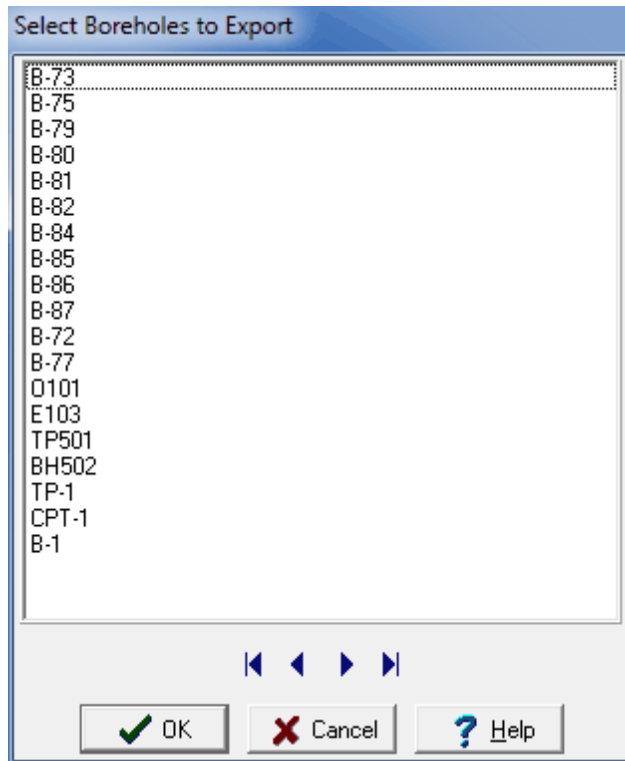 Select Boreholes to Export
B-73
B-75
B-79
B-80
B-81
B-82
B-84
B-85
B-86
B-87
B-72
B-77
O101
E103
TP501
BH502
TP-1
CPT-1
B-1
OK Cancel Help